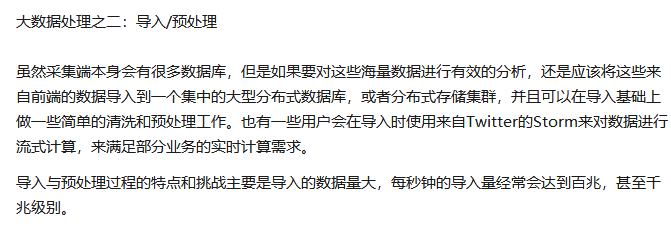 大数据处理之二：导入/预处理
虽然采集端本身会有很多数据库，但是如果要对这些海量数据进行有效的分析，还是应该将这些来
自前端的数据导入到一个集中的大型分布式数据库，或者分布式存储集群，并且可以在导入基础上
做一些简单的清洗和预处理工作。也有一些用户会在导入时使用来自Twitter的Storm来对数据进行
流式计算，来满足部分业务的实时计算需求。
导入与预处理过程的特点和挑战主要是导入的数据量大，每秒钟的导入量经常会达到百兆，甚至千
兆级别。